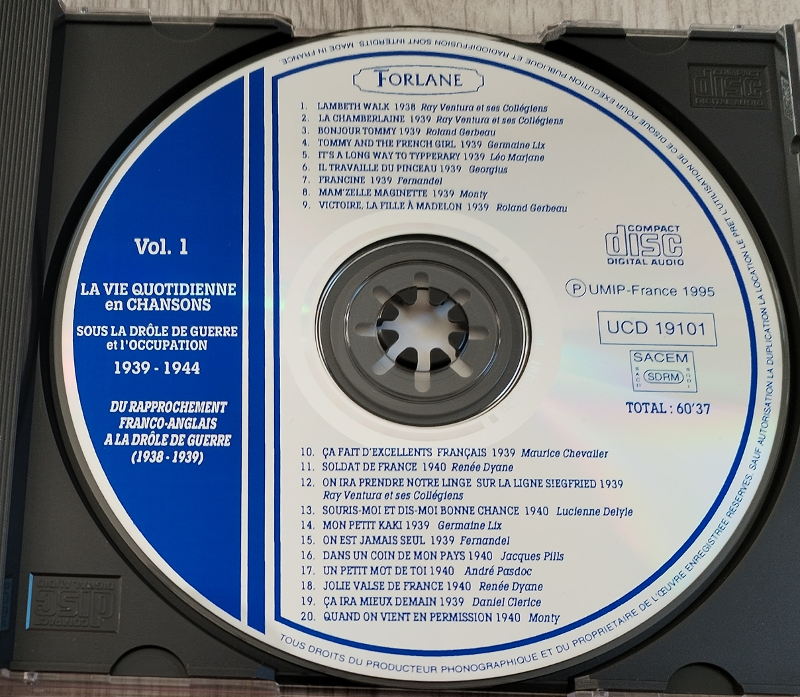 FORLANE
1. LAMBETH WALK 1938 Ray Ventura et ses Collégiens
2. LA CHAMBERLAINE 1939 Ray Ventura et ses Collégiens
3. BONJOUR TOMMY 1939 Roland Gerbeau
4. TOMMY AND THE FRENCH GIRL 1939 Germaine Lix
5. IT'S A LONG WAY TO TYPPERARY 1939 Léo Marjane
6. IL TRAVAILLE DU PINCEAU 1939 Georgius
7. FRANCINE 1939 Fernandel
8. MAM'ZELLE MAGINETTE 1939 Monty
9. VICTOIRE, LA FILLE À MADELON 1939 Roland Gerbeau
Vol. 1
LA VIE QUOTIDIENNE
en CHANSONS
SOUS LA DRÔLE DE GUERRE
et l'OCCUPATION
1939 - 1944
DU RAPPROCHEMENT
FRANCO-ANGLAIS
A LA DRÔLE DE GUERRE
(1938 - 1939)
COMPACT
disc
DIGITAL AUDIO
Ⓟ UMIP-France 1995
UCD 19101
SACEM
SACD SDRM SGDL
TOTAL : 60'37
10. ÇA FAIT D'EXCELLENTS FRANÇAIS 1939 Maurice Chevalier
11. SOLDAT DE FRANCE 1940 Renée Dyane
12. ON IRA PRENDRE NOTRE LINGE SUR LA LIGNE SIEGFRIED 1939
Ray Ventura et ses Collégiens
13. SOURIS-MOI ET DIS-MOI BONNE CHANCE 1940 Lucienne Delyle
14. MON PETIT KAKI 1939 Germaine Lix
15. ON EST JAMAIS SEUL 1939 Fernandel
16. DANS UN COIN DE MON PAYS 1940 Jacques Pills
17. UN PETIT MOT DE TOI 1940 André Pasdoc
18. JOLIE VALSE DE FRANCE 1940 Renée Dyane
19. ÇA IRA MIEUX DEMAIN 1939 Daniel Clerice
20. QUAND ON VIENT EN PERMISSION 1940 Monty
TOUS DROITS DU PRODUCTEUR PHONOGRAPHIQUE ET DU PROPRIETAIRE DE L'ŒUVRE ENREGISTREE RESERVES. SAUF AUTORISATION LA DUPLICATION LA LOCATION LE PRET L'UTILISATION DE CE DISQUE POUR EXECUTION PUBLIQUE ET RADIODIFFUSION SONT INTERDITS. MADE IN FRANCE.
COMPACT
disc
DIGITAL AUDIO
COMPACT
disc
DIGITAL AUDIO